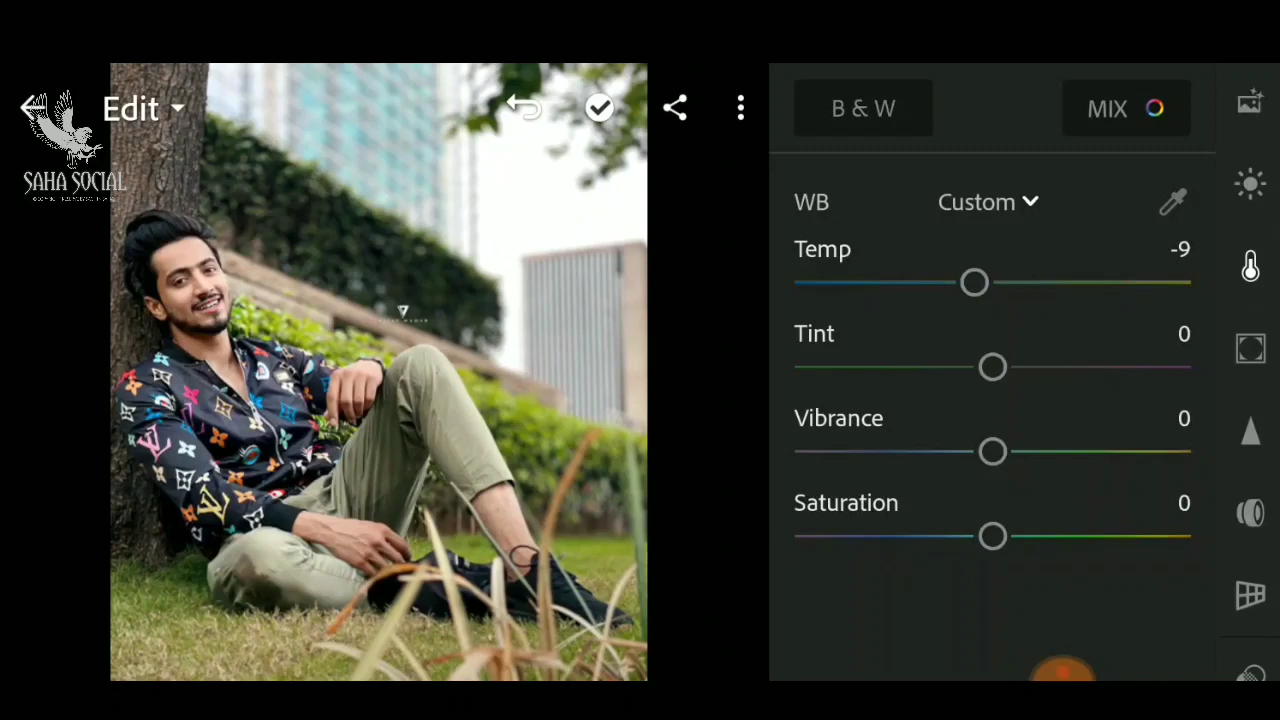 Edit
B & W
MIX
SAHA SOCIAL
WB
Custom
Temp
-9
Tint
0
Vibrance
0
Saturation
0